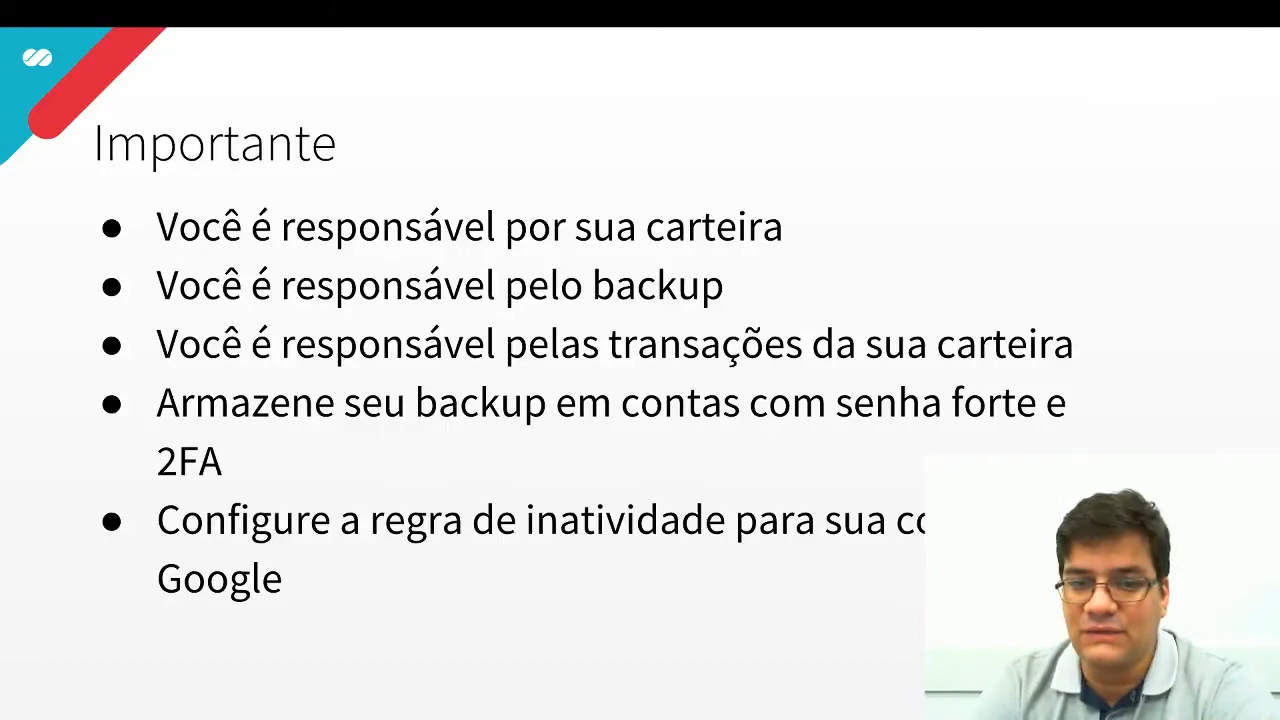 Importante
● Você é responsável por sua carteira
● Você é responsável pelo backup
● Você é responsável pelas transações da sua carteira
● Armazene seu backup em contas com senha forte e
2FA
● Configure a regra de inatividade para sua
Google